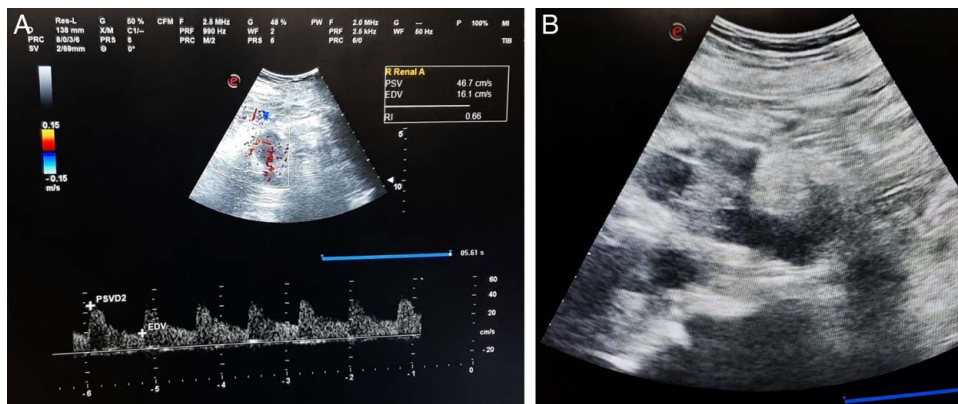 A
Res-L G 50 % CFM F 2.5 MHz G 48 % PW F 2.0 MHz G --- P 100% MI
D 138 mm X/M C1/-- PRF 990 Hz WF 2 PRF 2.5 kHz WF 50 Hz
PRC 8/0/3/6 PRS 6 PRC M/2 PRS 6 PRC 6/0 TIB
SV 2/69mm Θ 0°
e
R Renal A
PSV 46.7 cm/s
EDV 16.1 cm/s
RI 0.66
0.15
- 0.15
m/s
5
10
05.61 s
PSVD2
EDV
60
40
20
cm/s
-20
-6 -5 -4 -3 -2 -1 0
B
e